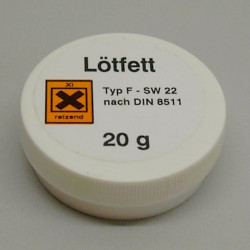 Lötfett
Xi
reizend
Typ F - SW 22
nach DIN 8511
20 g